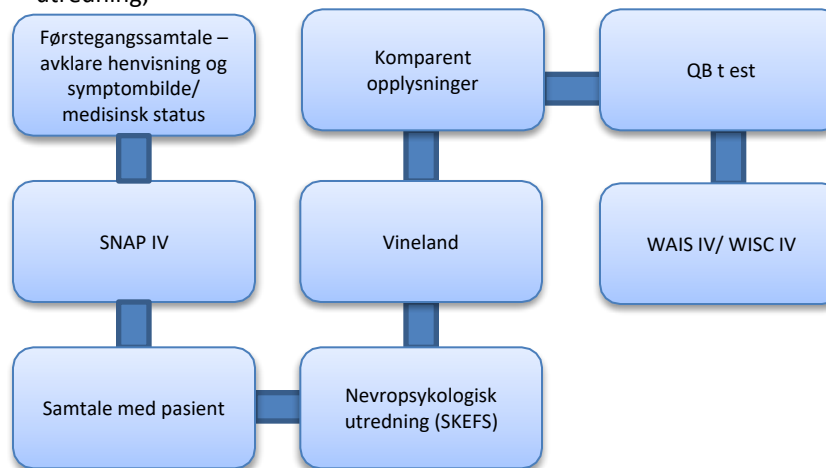 utredning)
Førstegangssamtale –
avklare henvisning og
symptombilde/
medisinsk status
SNAP IV
Samtale med pasient
Nevropsykologisk
utredning (SKEFS)
Vineland
Komparent
opplysninger
QB t est
WAIS IV/ WISC IV